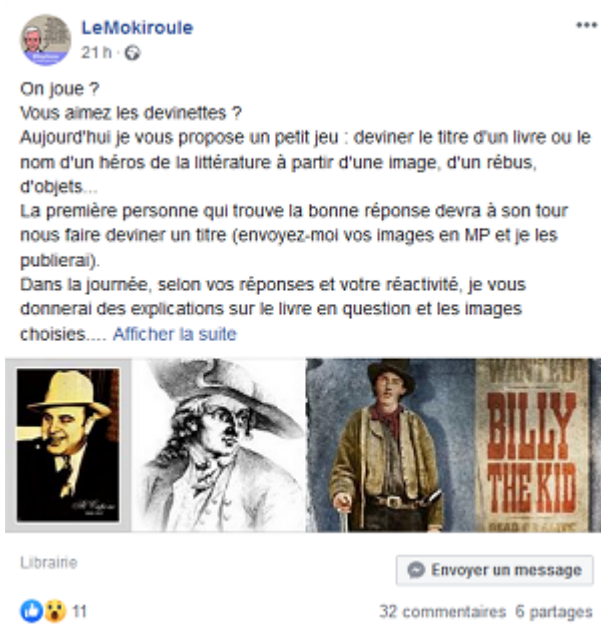 LeMokiroule
21 h
On joue ?
Vous aimez les devinettes ?
Aujourd'hui je vous propose un petit jeu : deviner le titre d'un livre ou le
nom d'un héros de la littérature à partir d'une image, d'un rébus,
d'objets...
La première personne qui trouve la bonne réponse devra à son tour
nous faire deviner un titre (envoyez-moi vos images en MP et je les
publierai).
Dans la journée, selon vos réponses et votre réactivité, je vous
donnerai des explications sur le livre en question et les images
choisies.... Afficher la suite
WANTED
BILLY
THE KID
DEAD OR ALIVE
Al Capone
Librairie
Envoyer un message
11
32 commentaires 6 partages